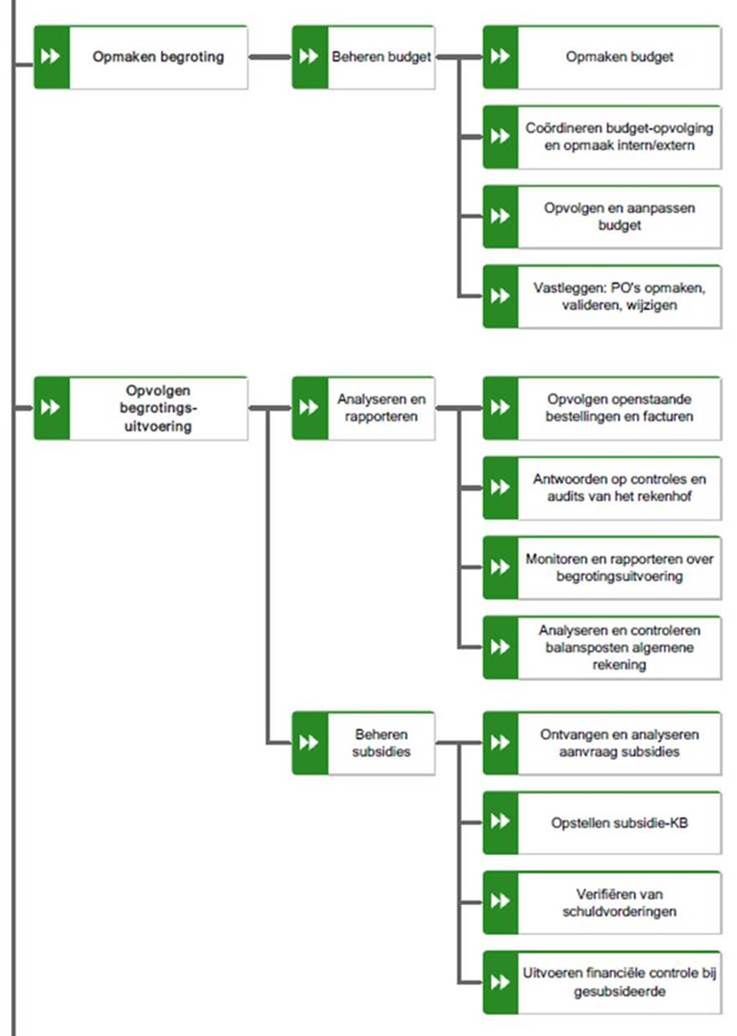 Opmaken begroting
Beheren budget
Opmaken budget
Coördineren budget-opvolging
en opmaak intern/extern
Opvolgen en aanpassen
budget
Vastleggen: PO's opmaken,
valideren, wijzigen
Opvolgen
begrotings-
uitvoering
Analyseren en
rapporteren
Opvolgen openstaande
bestellingen en facturen
Antwoorden op controles en
audits van het rekenhof
Monitoren en rapporteren over
begrotingsuitvoering
Analyseren en controleren
balansposten algemene
rekening
Beheren
subsidies
Ontvangen en analyseren
aanvraag subsidies
Opstellen subsidie-KB
Verifiëren van
schuldvorderingen
Uitvoeren financiële controle bij
gesubsideerde